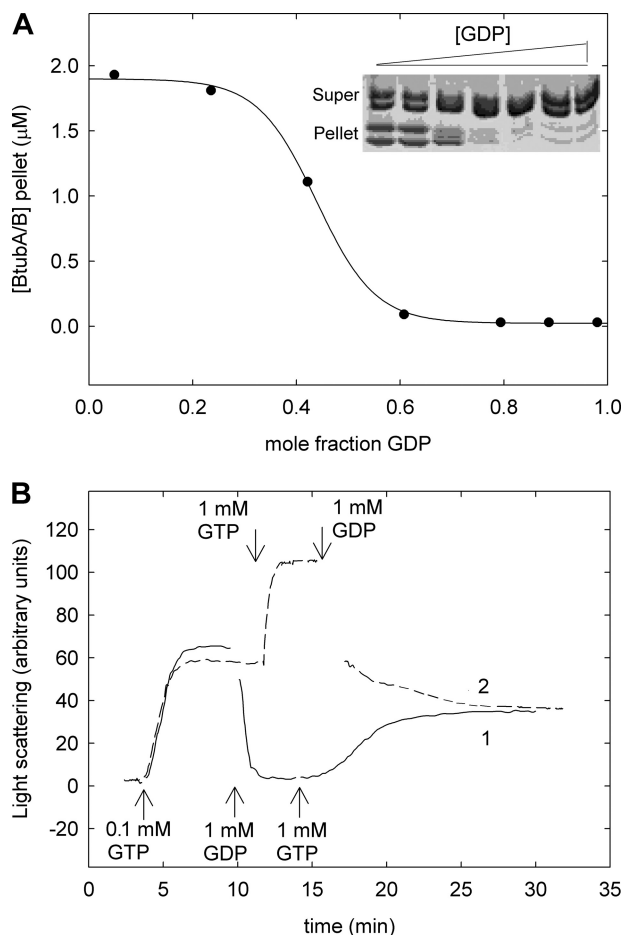 A
[GDP]
Super
Pellet
2.0
1.5
1.0
0.5
0.0
[BtubA/B] pellet (μM)
0.0 0.2 0.4 0.6 0.8 1.0
mole fraction GDP
B
1 mM
GTP
1 mM
GDP
120
100
80
60
40
20
0
-20
Light scattering (arbitrary units)
2
1
0.1 mM
GTP
1 mM
GDP
1 mM
GTP
0 5 10 15 20 25 30 35
time (min)